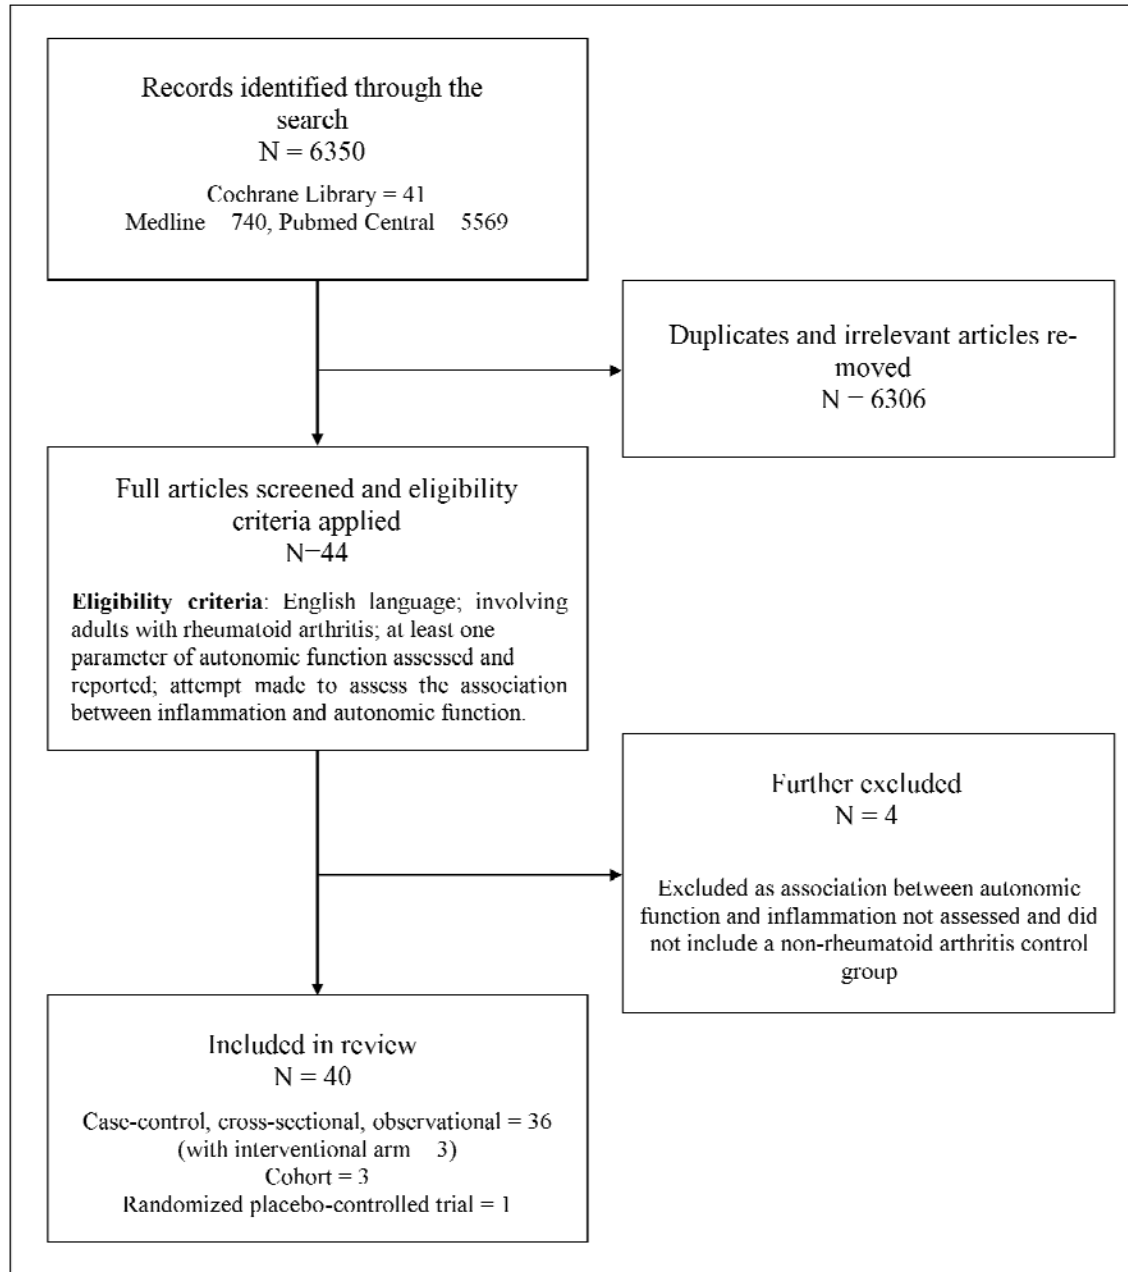 Records identified through the
search
N = 6350
Cochrane Library = 41
Medline 740, Pubmed Central 5569
Duplicates and irrelevant articles re-
moved
N = 6306
Full articles screened and eligibility
criteria applied
N=44
Eligibility criteria: English language; involving
adults with rheumatoid arthritis; at least one
parameter of autonomic function assessed and
reported; attempt made to assess the association
between inflammation and autonomic function.
Further excluded
N = 4
Excluded as association between autonomic
function and inflammation not assessed and did
not include a non-rheumatoid arthritis control
group
Included in review
N = 40
Case-control, cross-sectional, observational = 36
(with interventional arm 3)
Cohort = 3
Randomized placebo-controlled trial = 1